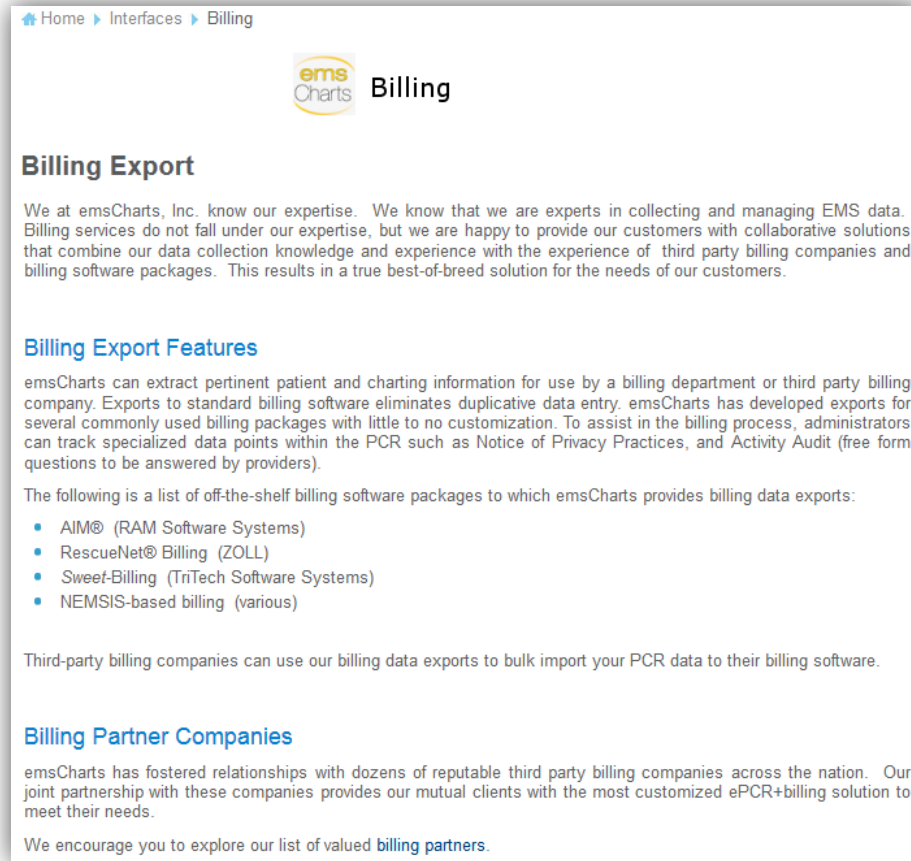 Home Interfaces Billing
ems
Charts
Billing
Billing Export
We at emsCharts, Inc. know our expertise. We know that we are experts in collecting and managing EMS data.
Billing services do not fall under our expertise, but we are happy to provide our customers with collaborative solutions
that combine our data collection knowledge and experience with the experience of third party billing companies and
billing software packages. This results in a true best-of-breed solution for the needs of our customers.
Billing Export Features
emsCharts can extract pertinent patient and charting information for use by a billing department or third party billing
company. Exports to standard billing software eliminates duplicative data entry. emsCharts has developed exports for
several commonly used billing packages with little to no customization. To assist in the billing process, administrators
can track specialized data points within the PCR such as Notice of Privacy Practices, and Activity Audit (free form
questions to be answered by providers).
The following is a list of off-the-shelf billing software packages to which emsCharts provides billing data exports:
• AIM® (RAM Software Systems)
• RescueNet® Billing (ZOLL)
• Sweet-Billing (TriTech Software Systems)
• NEMSIS-based billing (various)
Third-party billing companies can use our billing data exports to bulk import your PCR data to their billing software.
Billing Partner Companies
emsCharts has fostered relationships with dozens of reputable third party billing companies across the nation. Our
joint partnership with these companies provides our mutual clients with the most customized ePCR+billing solution to
meet their needs.
We encourage you to explore our list of valued billing partners.